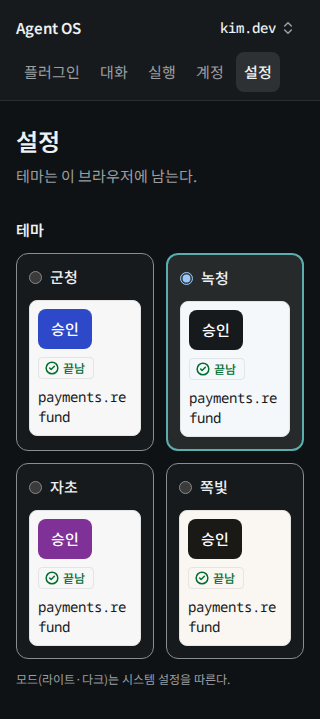 Agent OS
kim.dev
플러그인 대화 실행 계정 설정
설정
테마는 이 브라우저에 남는다.
테마
군청
승인
끝남
payments.re
fund
녹청
승인
끝남
payments.re
fund
자초
승인
끝남
payments.re
fund
쪽빛
승인
끝남
payments.re
fund
모드(라이트·다크)는 시스템 설정을 따른다.